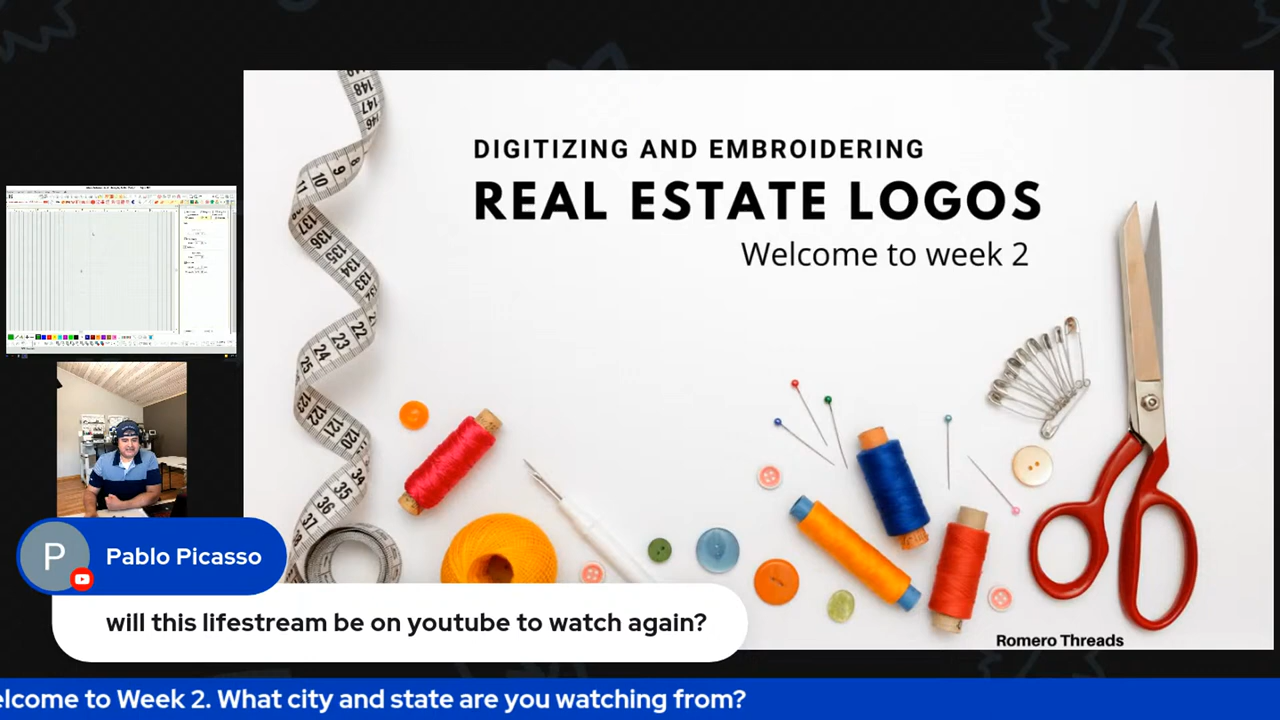 DIGITIZING AND EMBROIDERING
REAL ESTATE LOGOS
Welcome to week 2
Romero Threads
P
Pablo Picasso
will this lifestream be on youtube to watch again?
elcome to Week 2. What city and state are you watching from?